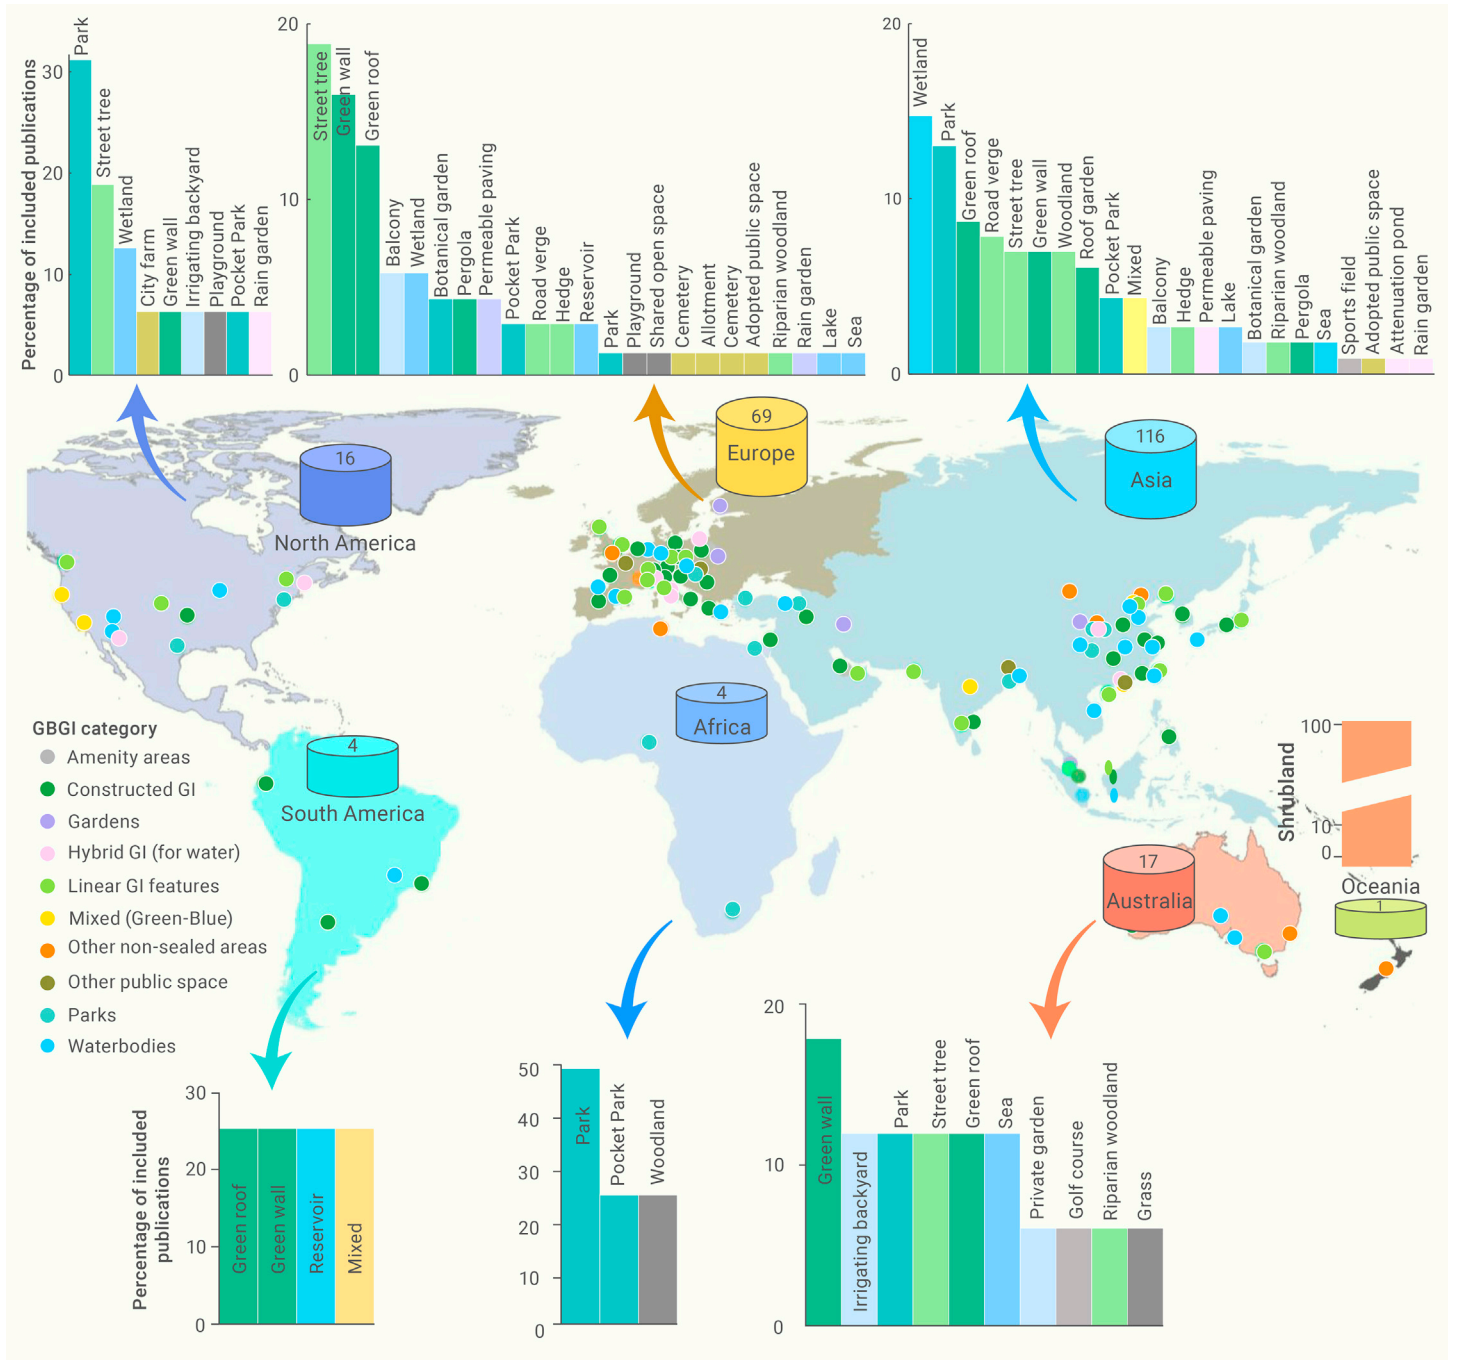 Percentage of included publications
30
20
10
0
Park
Street tree
Wetland
City farm
Green wall
Irrigating backyard
Playground
Pocket Park
Rain garden
20
10
0
Street tree
Green wall
Green roof
Balcony
Wetland
Botanical garden
Pergola
Permeable paving
Pocket Park
Road verge
Hedge
Reservoir
Park
Playground
Shared open space
Cemetery
Allotment
Cemetery
Adopted public space
Riparian woodland
Rain garden
Lake
Sea
20
10
0
Wetland
Park
Green roof
Road verge
Street tree
Green wall
Woodland
Roof garden
Pocket Park
Mixed
Balcony
Hedge
Permeable paving
Lake
Botanical garden
Riparian woodland
Pergola
Sea
Sports field
Adopted public space
Attenuation pond
Rain garden
16
North America
69
Europe
116
Asia
4
South America
4
Africa
17
Australia
Shrubland
100
10
0
Oceania
1
GBGI category
Amenity areas
Constructed GI
Gardens
Hybrid GI (for water)
Linear GI features
Mixed (Green-Blue)
Other non-sealed areas
Other public space
Parks
Waterbodies
Percentage of included
publications
30
20
10
0
Green roof
Green wall
Reservoir
Mixed
50
40
30
20
10
0
Park
Pocket Park
Woodland
20
10
0
Green wall
Irrigating backyard
Park
Street tree
Green roof
Sea
Private garden
Golf course
Riparian woodland
Grass